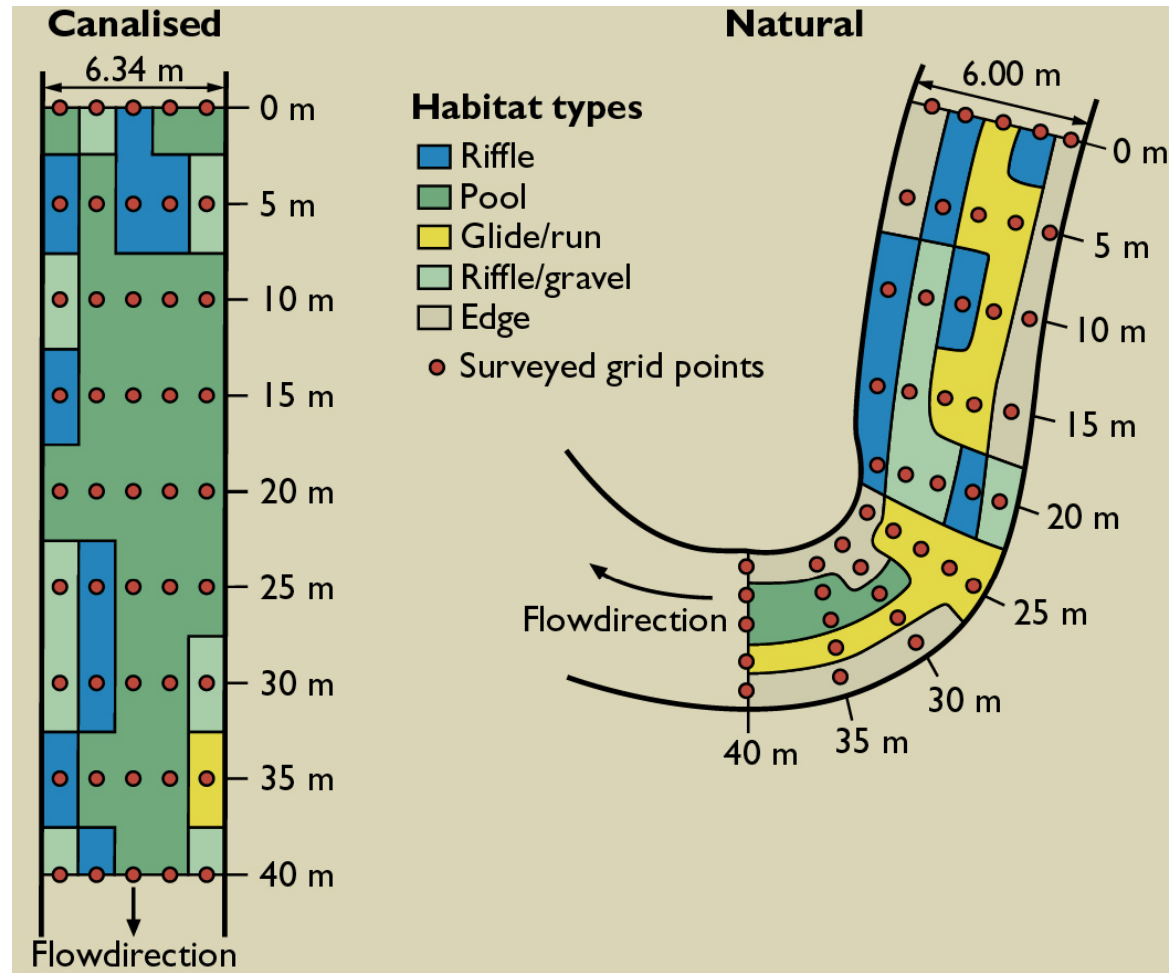 Canalised
6.34 m
0 m
5 m
10 m
15 m
20 m
25 m
30 m
35 m
40 m
Flowdirection
Habitat types
Riffle
Pool
Glide/run
Riffle/gravel
Edge
Surveyed grid points
Natural
6.00 m
0 m
5 m
10 m
15 m
20 m
25 m
30 m
35 m
40 m
Flowdirection